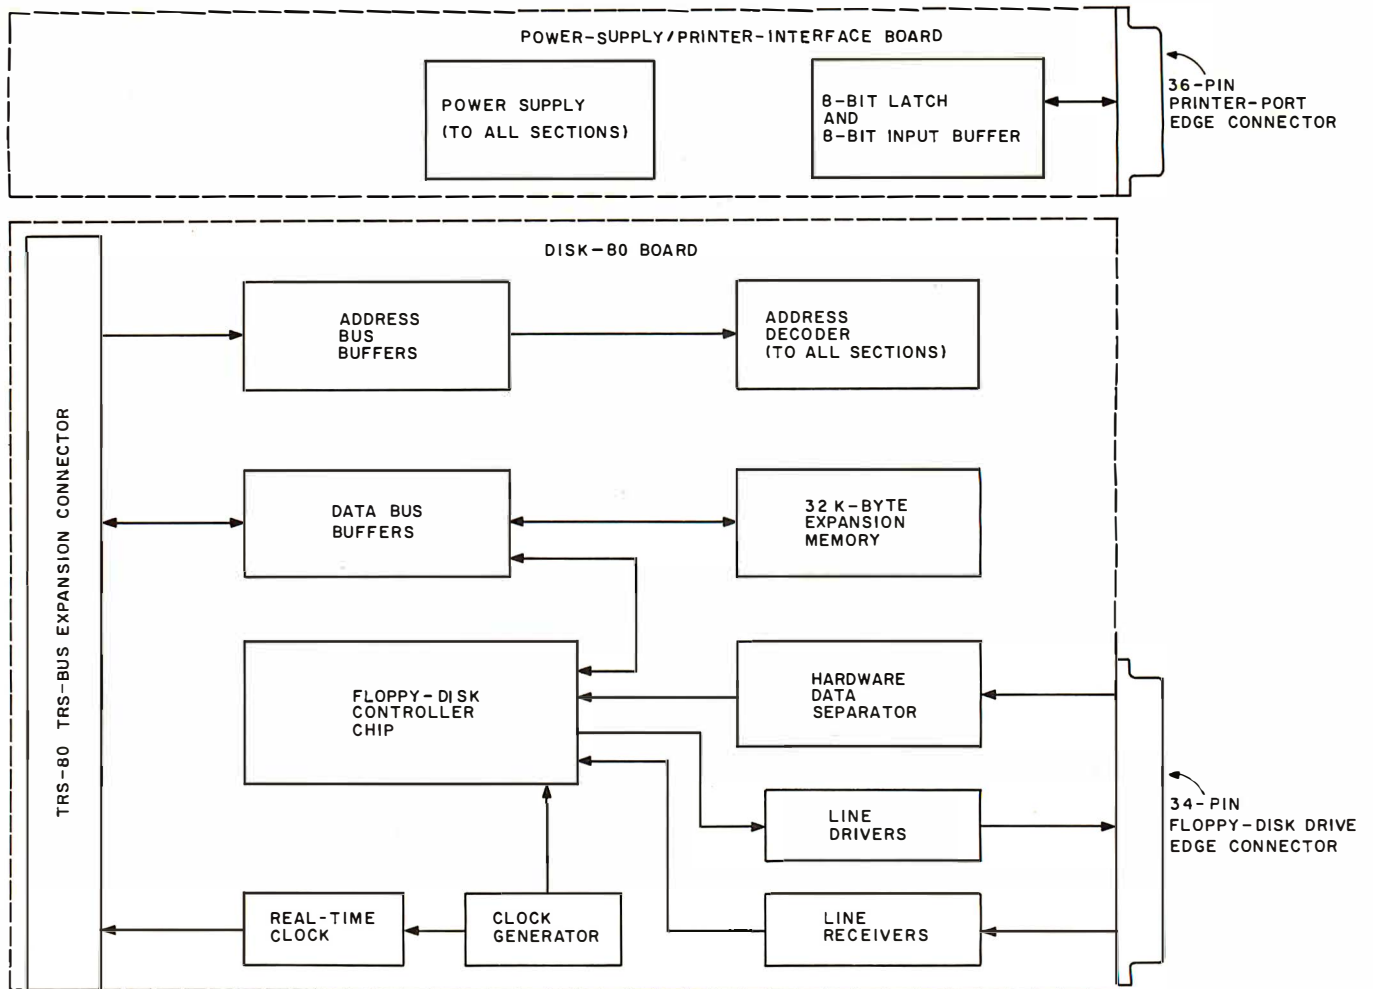 POWER-SUPPLY/PRINTER-INTERFACE BOARD
POWER SUPPLY
(TO ALL SECTIONS)
8-BIT LATCH
AND
8-BIT INPUT BUFFER
36-PIN
PRINTER-PORT
EDGE CONNECTOR
DISK-80 BOARD
TRS-80 TRS-BUS EXPANSION CONNECTOR
ADDRESS
BUS
BUFFERS
ADDRESS
DECODER
(TO ALL SECTIONS)
DATA BUS
BUFFERS
32K-BYTE
EXPANSION
MEMORY
FLOPPY-DISK
CONTROLLER
CHIP
HARDWARE
DATA
SEPARATOR
LINE
DRIVERS
34-PIN
FLOPPY-DISK DRIVE
EDGE CONNECTOR
REAL-TIME
CLOCK
CLOCK
GENERATOR
LINE
RECEIVERS